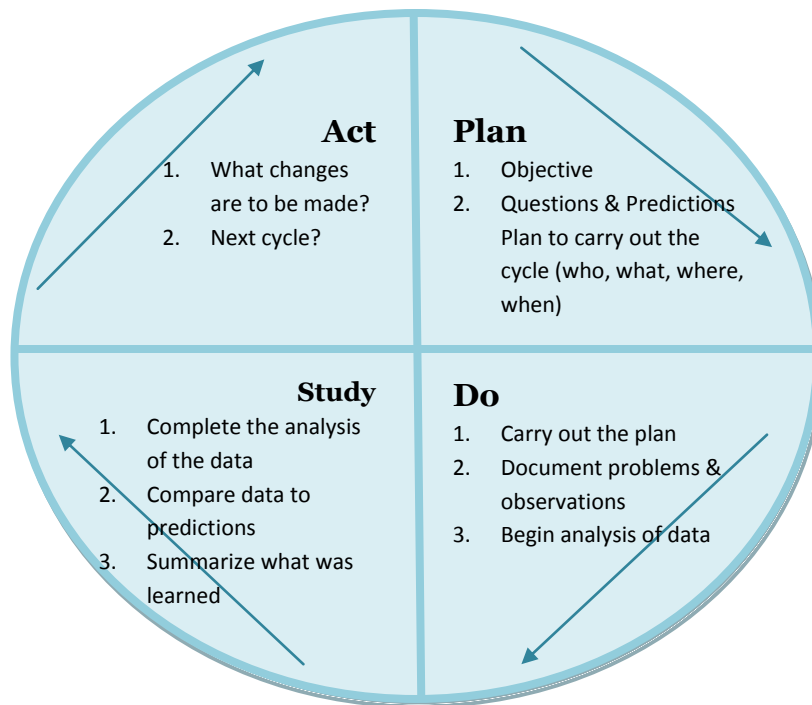 Act
1. What changes
are to be made?
2. Next cycle?
Plan
1. Objective
2. Questions & Predictions
Plan to carry out the
cycle (who, what, where,
when)
Study
1. Complete the analysis
of the data
2. Compare data to
predictions
3. Summarize what was
learned
Do
1. Carry out the plan
2. Document problems &
observations
3. Begin analysis of data